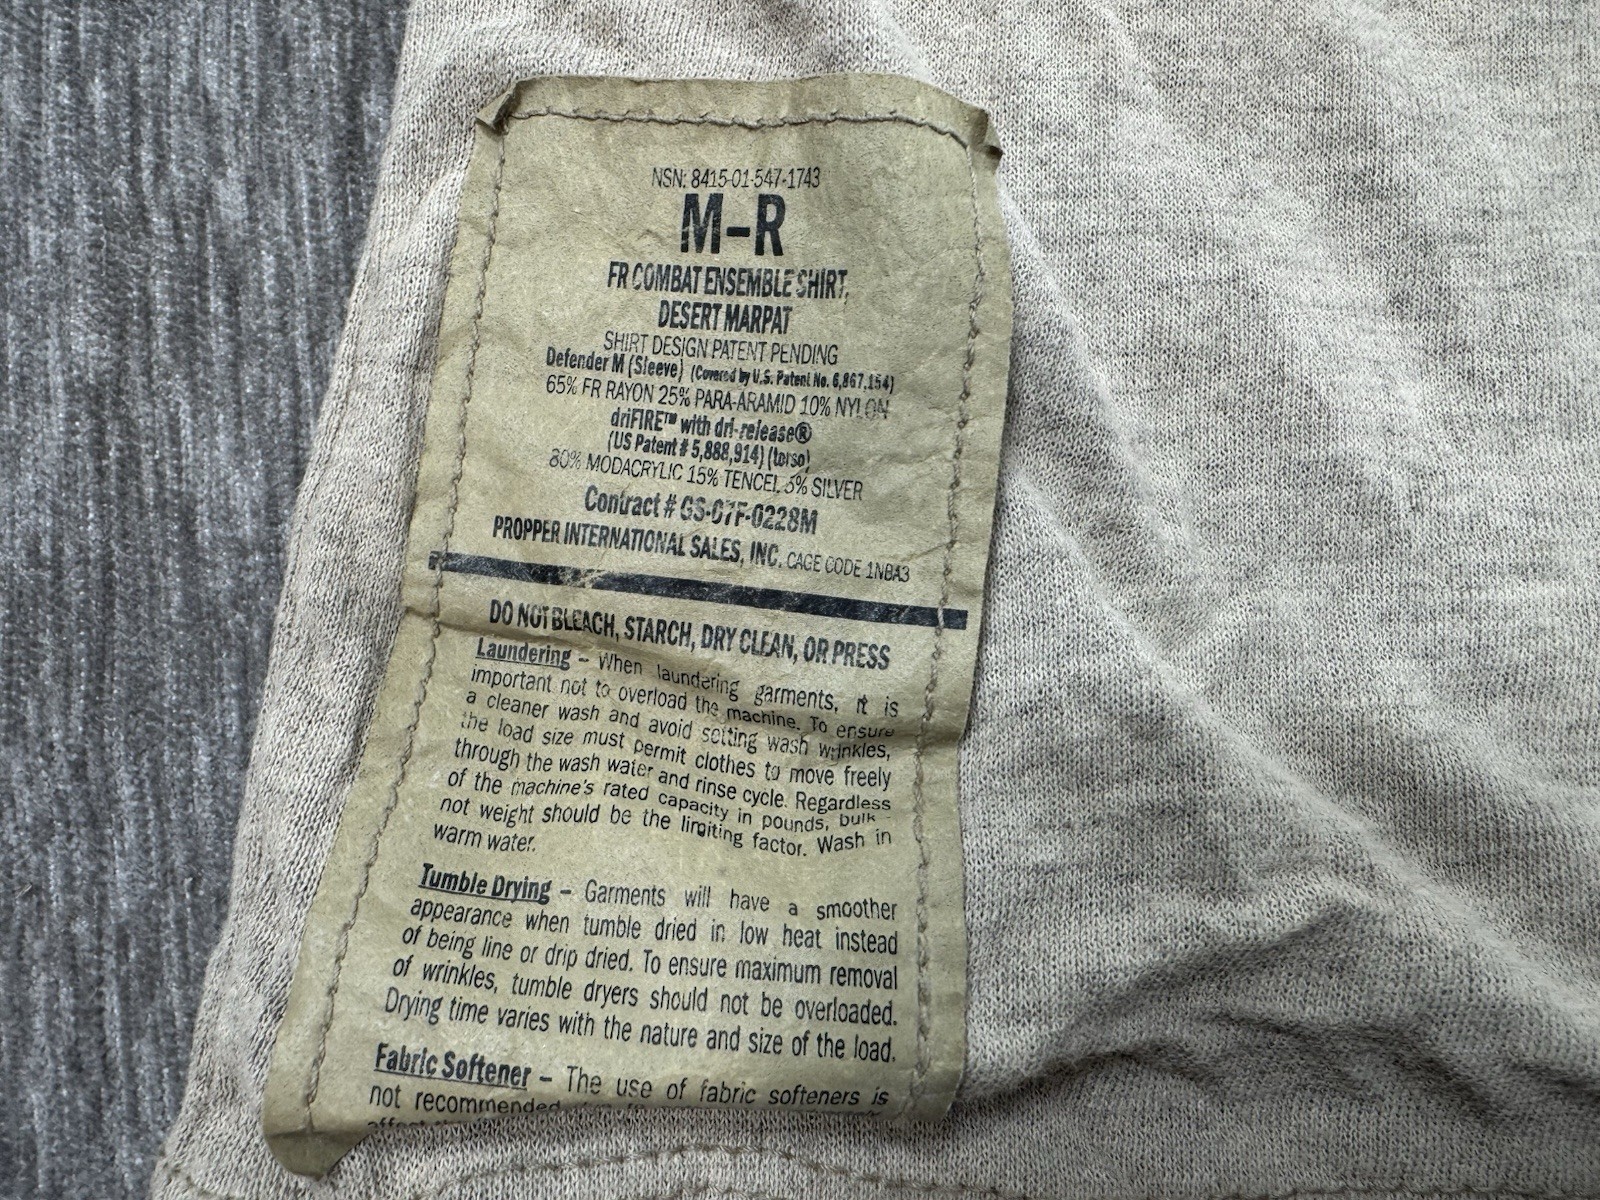 NSN: 8415-01-547-1743
M-R
FR COMBAT ENSEMBLE SHIRT,
DESERT MARPAT
SHIRT DESIGN PATENT PENDING
Defender M (Sleeve) (Covered by U.S. Patent No. 6,867,154)
65% FR RAYON 25% PARA-ARAMID 10% NYLON
driFIRE™ with dri-release®
(US Patent # 5,888,914) (torso)
80% MODACRYLIC 15% TENCEL 5% SILVER
Contract # GS-07F-0228M
PROPPER INTERNATIONAL SALES, INC. CAGE CODE 1NBA3
DO NOT BLEACH, STARCH, DRY CLEAN, OR PRESS
Laundering - When laundering garments, it is
important not to overload the machine. To ensure
a cleaner wash and avoid setting wash wrinkles,
the load size must permit clothes to move freely
through the wash water and rinse cycle. Regardless
of the machine's rated capacity in pounds, bulk -
not weight should be the limiting factor. Wash in
warm water.
Tumble Drying - Garments will have a smoother
appearance when tumble dried in low heat instead
of being line or drip dried. To ensure maximum removal
of wrinkles, tumble dryers should not be overloaded.
Drying time varies with the nature and size of the load.
Fabric Softener - The use of fabric softeners is
not recommended